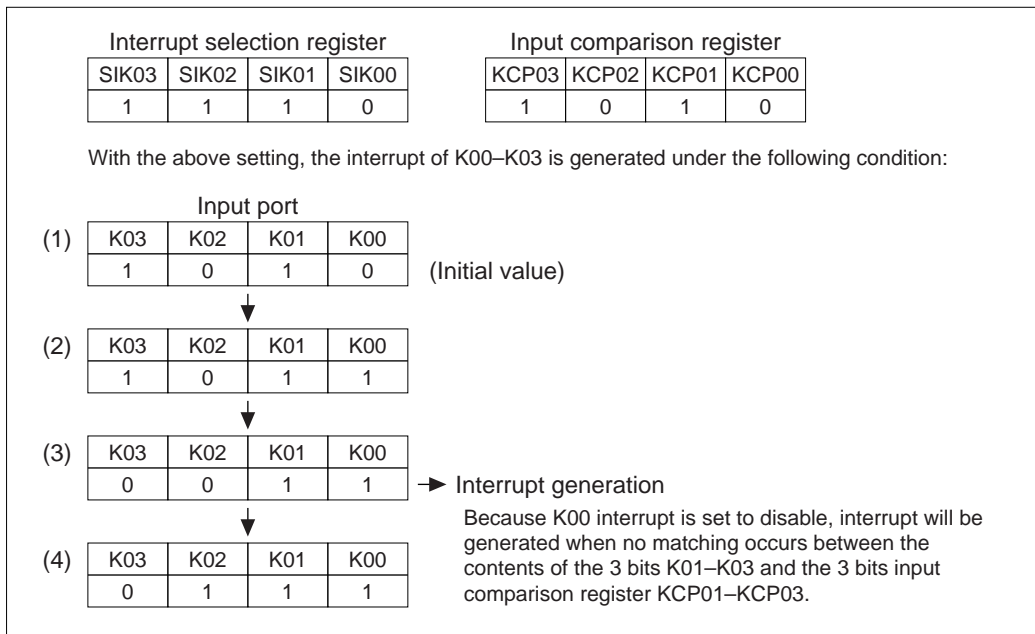 Interrupt selection register
SIK03 SIK02 SIK01 SIK00
1 1 1 0
Input comparison register
KCP03 KCP02 KCP01 KCP00
1 0 1 0
With the above setting, the interrupt of K00–K03 is generated under the following condition:
Input port
(1) K03 K02 K01 K00
1 0 1 0 (Initial value)
(2) K03 K02 K01 K00
1 0 1 1
(3) K03 K02 K01 K00
0 0 1 1 Interrupt generation
Because K00 interrupt is set to disable, interrupt will be
generated when no matching occurs between the
contents of the 3 bits K01–K03 and the 3 bits input
comparison register KCP01–KCP03.
(4) K03 K02 K01 K00
0 1 1 1